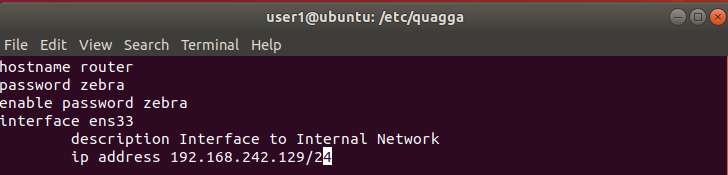 user1@ubuntu: /etc/quagga
File Edit View Search Terminal Help
hostname router
password zebra
enable password zebra
interface ens33
description Interface to Internal Network
ip address 192.168.242.129/24